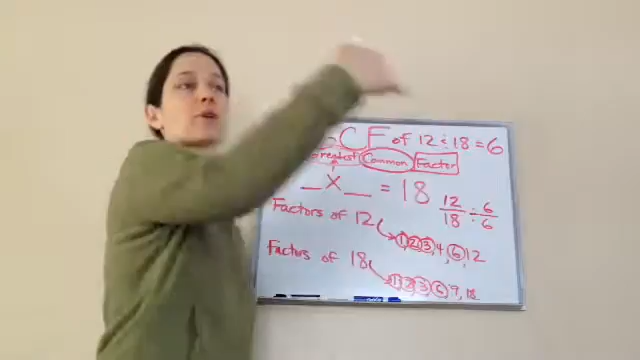 CF of 12 & 18 = 6
Greatest Common Factor
_ X _ = 18
12/18 ÷ 6/6
Factors of 12 1, 2, 3, 4, 6, 12
Factors of 18 1, 2, 3, 6, 9, 18